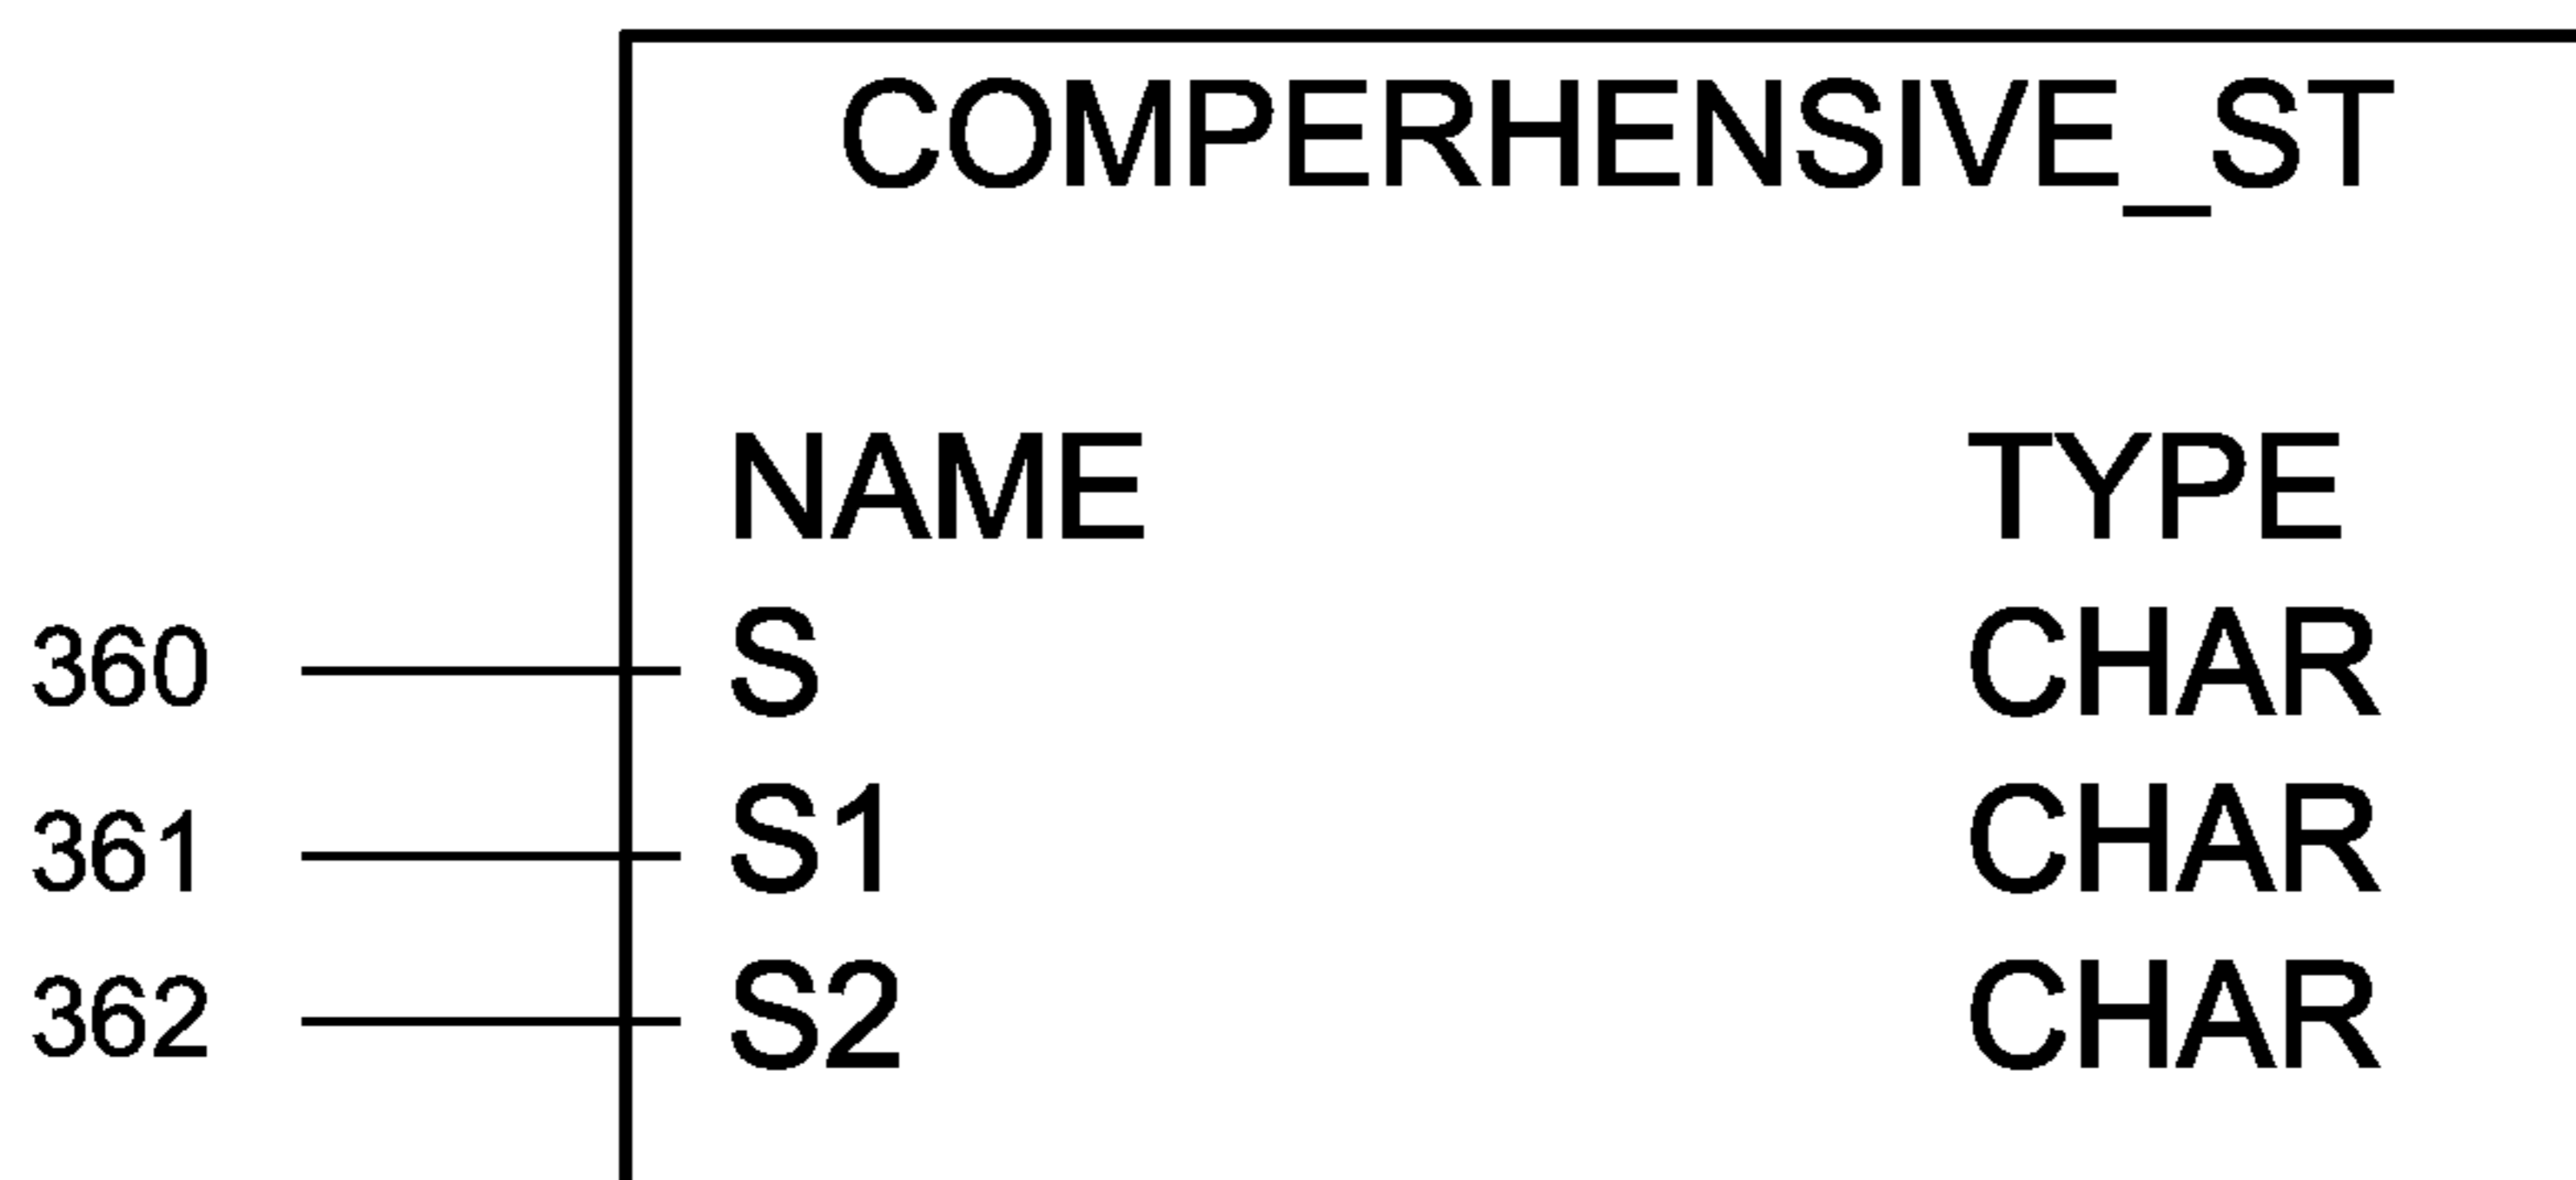 COMPERHENSIVE_ST
NAME TYPE
360 S CHAR
361 S1 CHAR
362 S2 CHAR